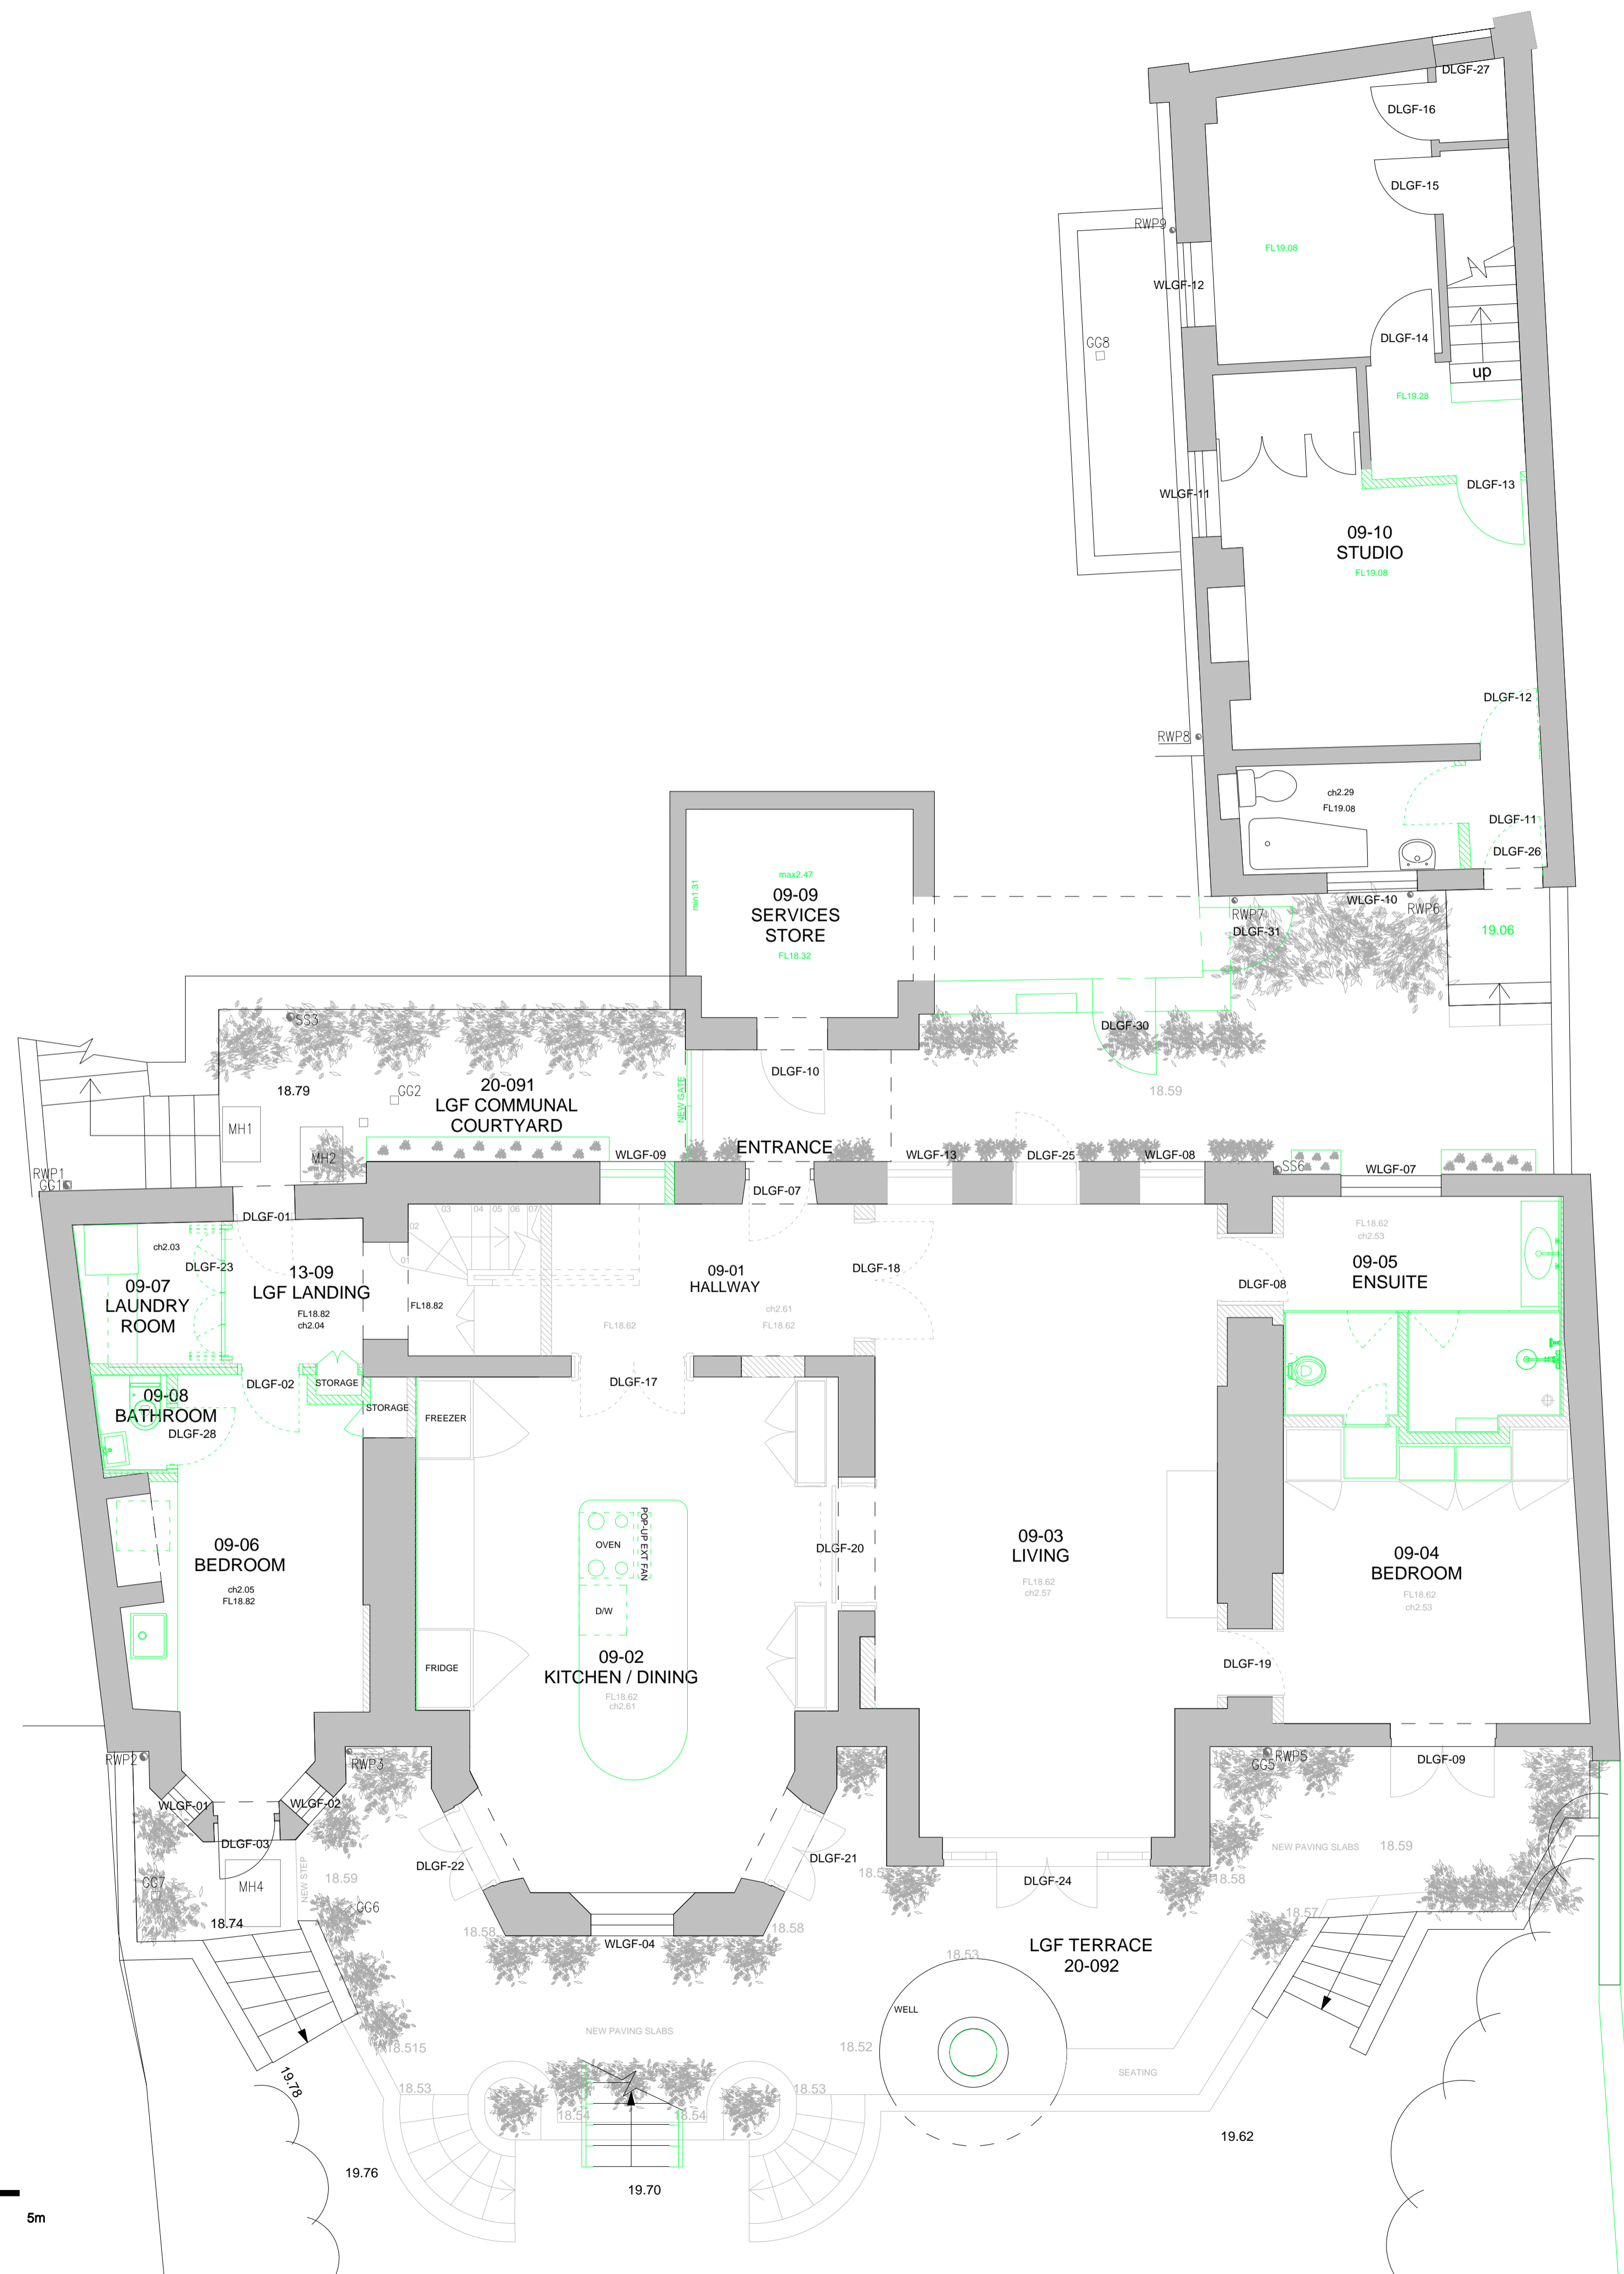 DLGF-27
DLGF-16
DLGF-15
RWP9
FL19.08
WLGF-12
DLGF-14
GG8
up
FL19.28
DLGF-13
WLGF-11
09-10
STUDIO
FL19.08
DLGF-12
RWP8
ch2.29
FL19.08
DLGF-11
DLGF-26
max2.47
min1.31
09-09
SERVICES
STORE
FL18.32
WLGF-10
RWP6
RWP7
DLGF-31
19.06
SS3
DLGF-30
DLGF-10
18.79
GG2
20-091
LGF COMMUNAL
COURTYARD
NEW GATE
18.59
MH1
MH2
ENTRANCE
WLGF-09
WLGF-13
DLGF-25
WLGF-08
SS6
WLGF-07
RWP1
GG1
DLGF-07
DLGF-01
03
04
05
06
07
02
01
FL18.62
ch2.53
ch2.03
DLGF-23
13-09
LGF LANDING
FL18.82
ch2.04
FL18.82
09-07
LAUNDRY
ROOM
09-01
HALLWAY
DLGF-18
DLGF-08
09-05
ENSUITE
ch2.61
FL18.62
FL18.62
DLGF-17
DLGF-02
STORAGE
STORAGE
09-08
BATHROOM
DLGF-28
FREEZER
POP-UP EXT FAN
OVEN
D/W
DLGF-20
09-03
LIVING
FL18.62
ch2.57
09-06
BEDROOM
ch2.05
FL18.82
09-04
BEDROOM
FL18.62
ch2.53
FRIDGE
09-02
KITCHEN / DINING
FL18.62
ch2.61
DLGF-19
RWP2
RWP3
GG5
RWP5
DLGF-09
WLGF-01
WLGF-02
DLGF-03
DLGF-22
DLGF-21
NEW STEP
NEW PAVING SLABS
18.59
GG7
MH4
18.59
DLGF-24
18.58
GG6
18.74
18.58
18.58
18.57
WLGF-04
18.53
LGF TERRACE
20-092
WELL
NEW PAVING SLABS
18.515
18.52
SEATING
19.78
18.53
18.53
18.54
18.54
19.76
19.70
19.62
5m